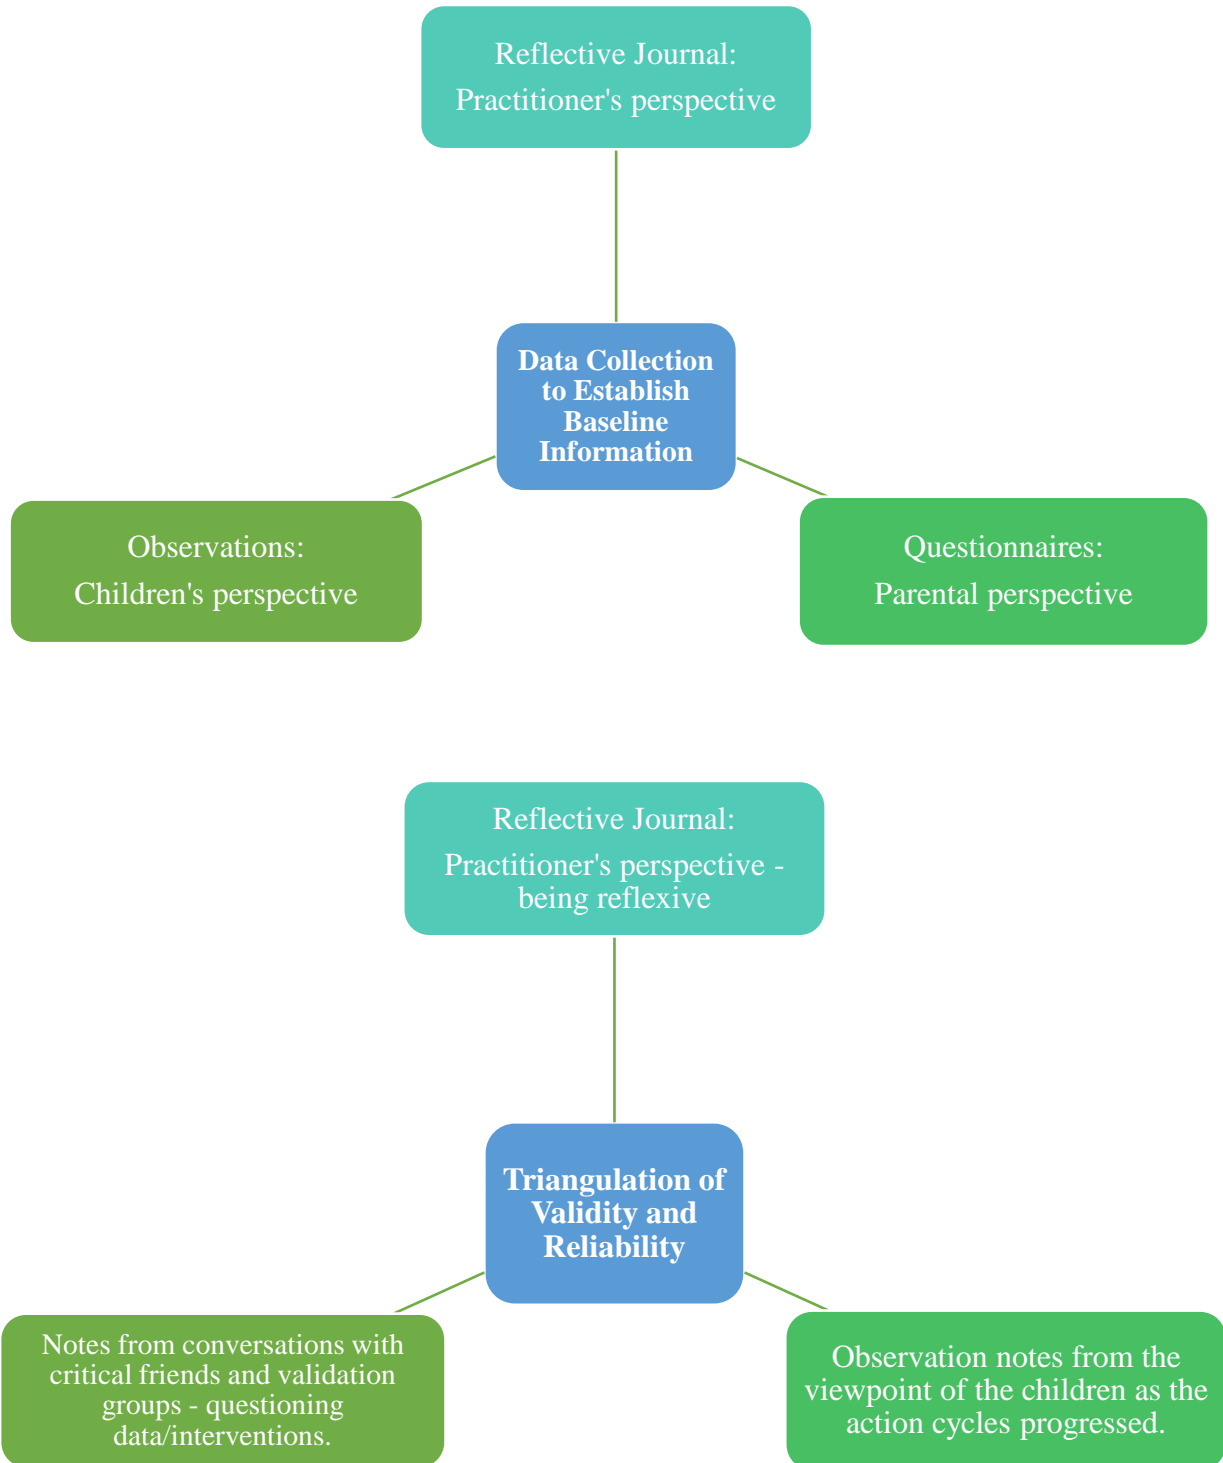 Reflective Journal:
Practitioner's perspective
Data Collection
to Establish
Baseline
Information
Observations:
Children's perspective
Questionnaires:
Parental perspective
Reflective Journal:
Practitioner's perspective -
being reflexive
Triangulation of
Validity and
Reliability
Notes from conversations with
critical friends and validation
groups - questioning
data/interventions.
Observation notes from the
viewpoint of the children as the
action cycles progressed.